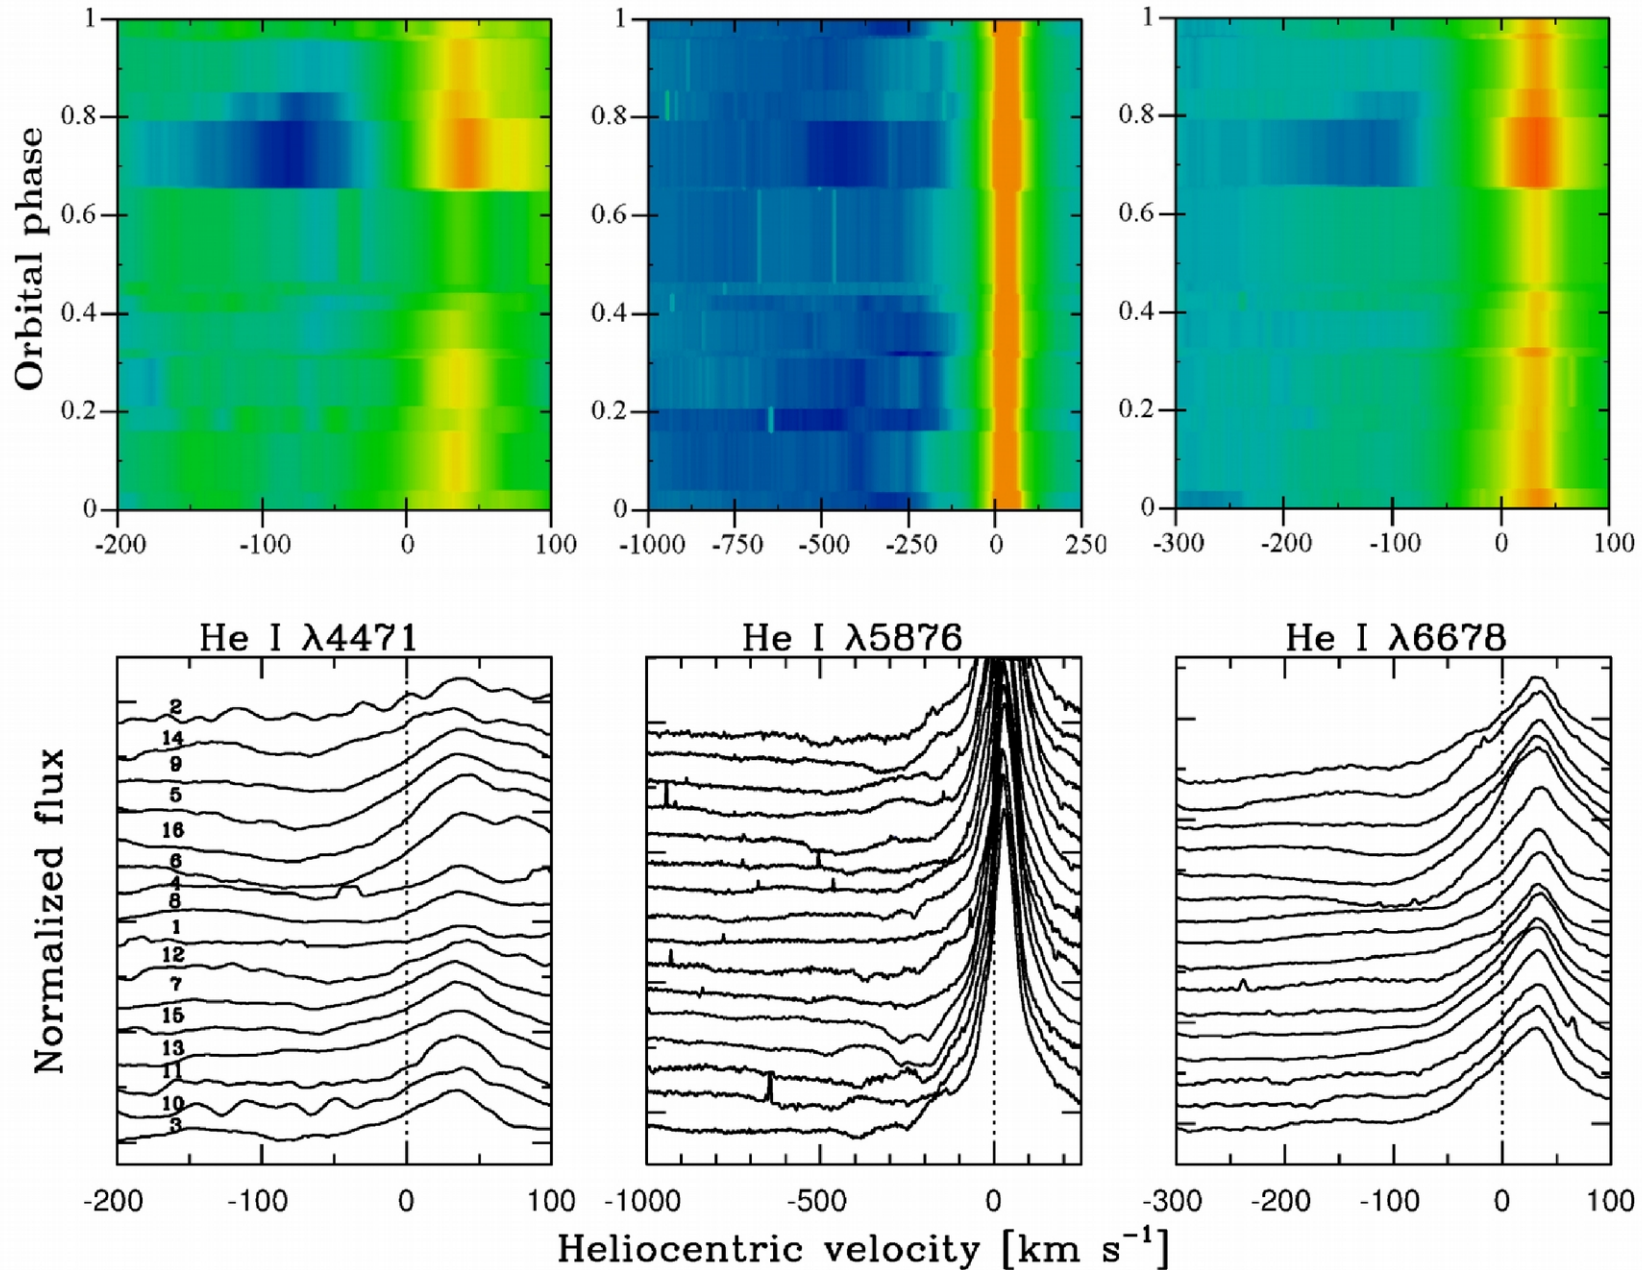 Orbital phase
1 0.8 0.6 0.4 0.2 0
-200 -100 0 100
1 0.8 0.6 0.4 0.2 0
-1000 -750 -500 -250 0 250
1 0.8 0.6 0.4 0.2 0
-300 -200 -100 0 100
He I λ4471
He I λ5876
He I λ6678
Normalized flux
2
14
9
5
16
6
4
8
1
12
7
15
13
11
10
3
-200 -100 0 100
-1000 -500 0
-300 -200 -100 0 100
Heliocentric velocity [km s⁻¹]